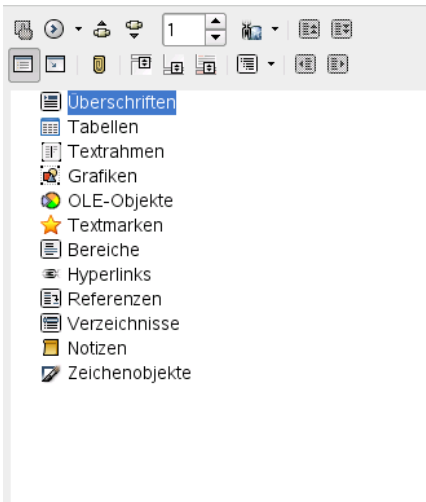 1
Überschriften
Tabellen
Textrahmen
Grafiken
OLE-Objekte
Textmarken
Bereiche
Hyperlinks
Referenzen
Verzeichnisse
Notizen
Zeichenobjekte